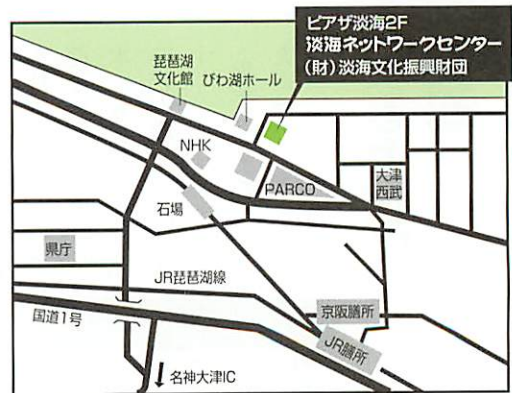 ピアザ淡海2F
淡海ネットワークセンター
(財)淡海文化振興財団
琵琶湖
文化館
びわ湖ホール
NHK
PARCO
大津
西武
石場
県庁
JR琵琶湖線
国道1号
京阪膳所
JR膳所
名神大津IC